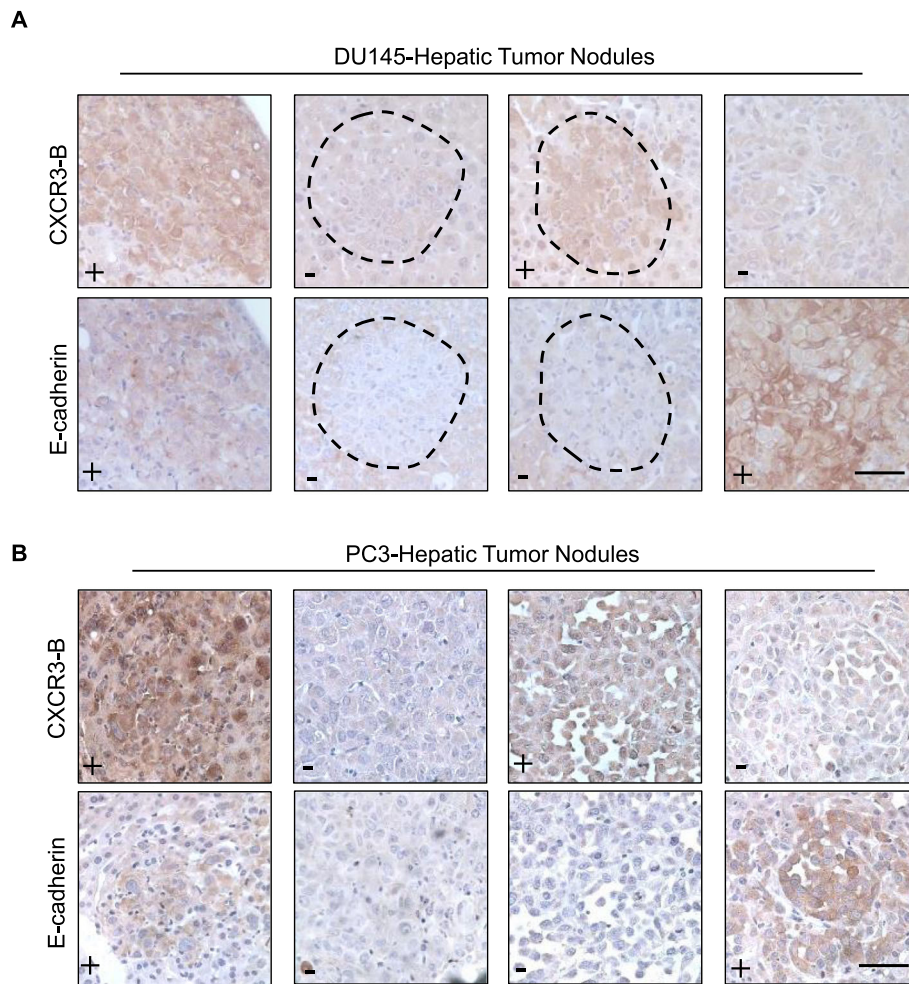 A
DU145-Hepatic Tumor Nodules
CXCR3-B
+ - + -
E-cadherin
+ - - +
B
PC3-Hepatic Tumor Nodules
CXCR3-B
+ - + -
E-cadherin
+ - - +